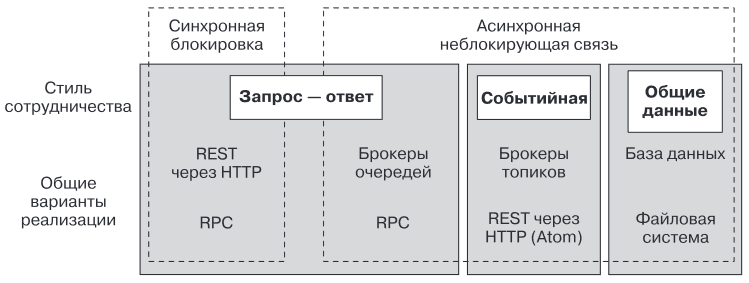 Синхронная
блокировка
Асинхронная
неблокирующая связь
Стиль
сотрудничества
Запрос — ответ
Событийная
Общие
данные
Общие
варианты
реализации
REST
через HTTP
Брокеры
очередей
Брокеры
топиков
База данных
RPC
RPC
REST через
HTTP (Atom)
Файловая
система